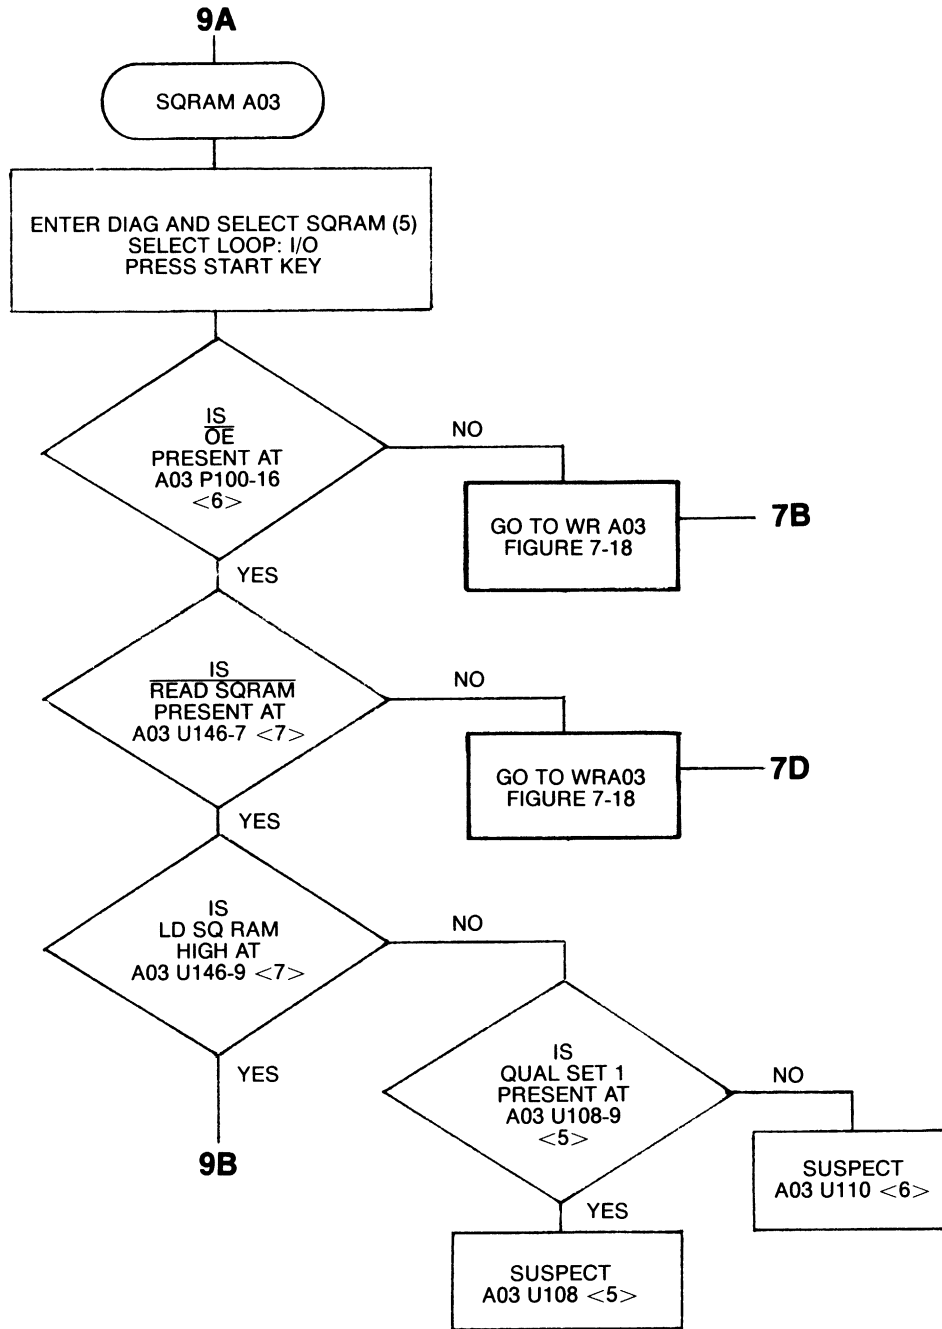 9A
SQRAM A03
ENTER DIAG AND SELECT SQRAM (5)
SELECT LOOP: I/O
PRESS START KEY
IS
OE
PRESENT AT
A03 P100-16
<6>
NO
GO TO WR A03
FIGURE 7-18
7B
YES
IS
READ SQRAM
PRESENT AT
A03 U146-7 <7>
NO
GO TO WRA03
FIGURE 7-18
7D
YES
IS
LD SQ RAM
HIGH AT
A03 U146-9 <7>
NO
YES
9B
IS
QUAL SET 1
PRESENT AT
A03 U108-9
<5>
NO
SUSPECT
A03 U110 <6>
YES
SUSPECT
A03 U108 <5>